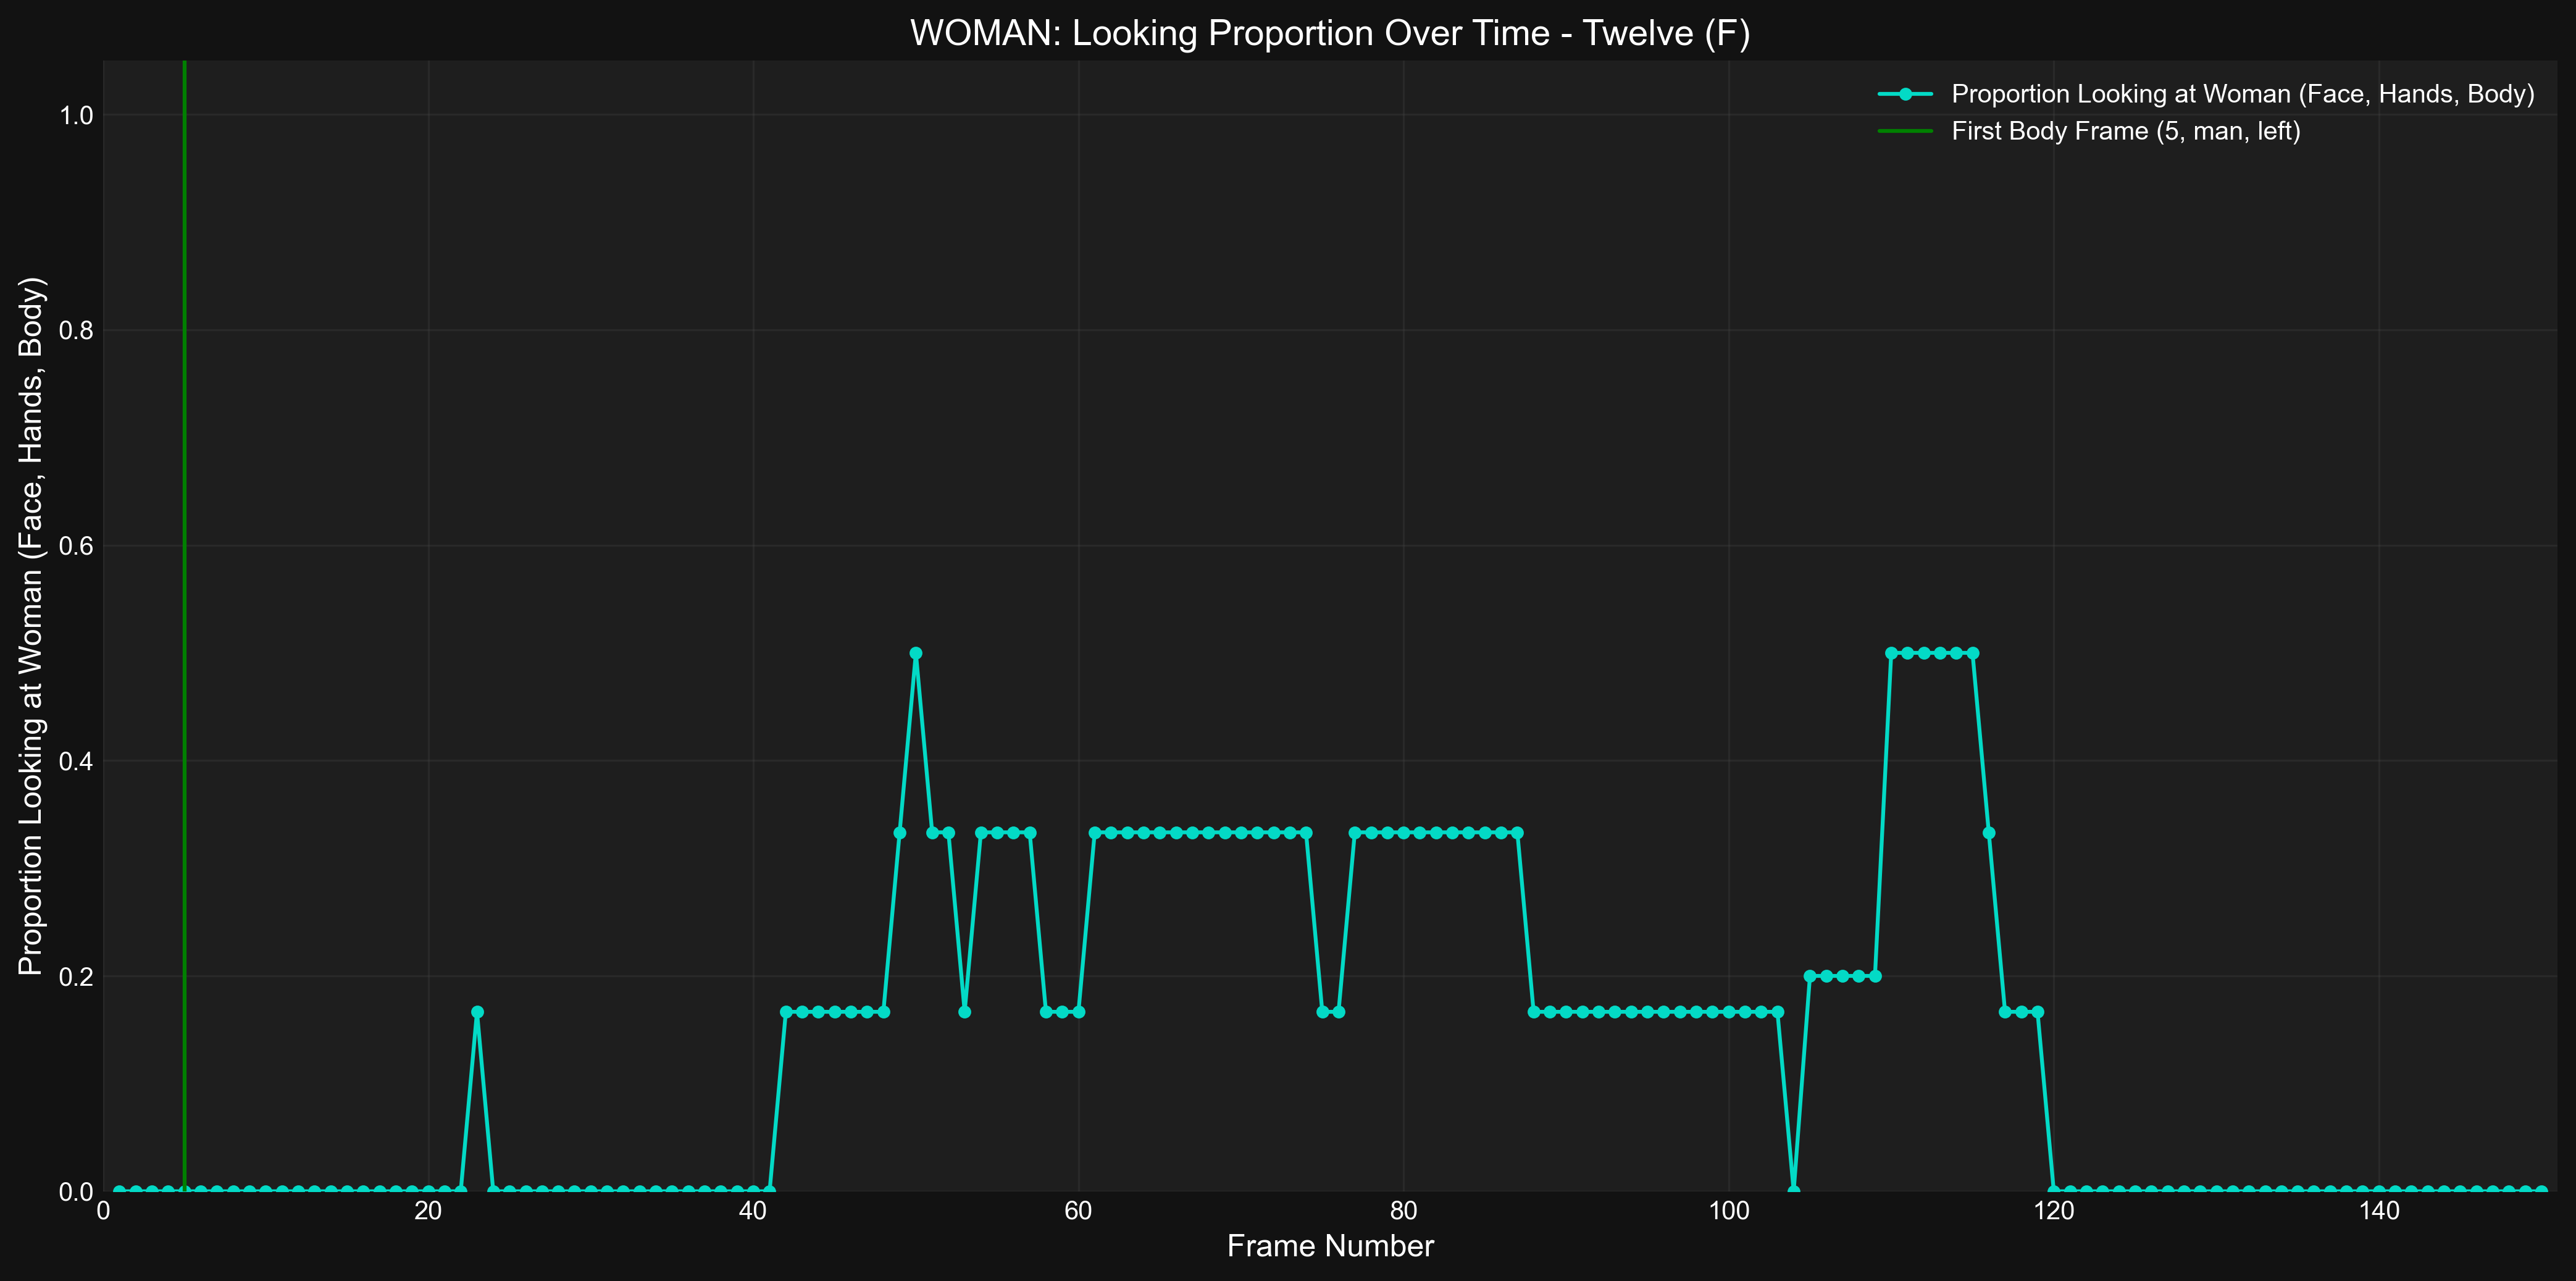 WOMAN: Looking Proportion Over Time - Twelve (F)
Proportion Looking at Woman (Face, Hands, Body)
First Body Frame (5, man, left)
Proportion Looking at Woman (Face, Hands, Body)
1.0
0.8
0.6
0.4
0.2
0.0
0 20 40 60 80 100 120 140
Frame Number